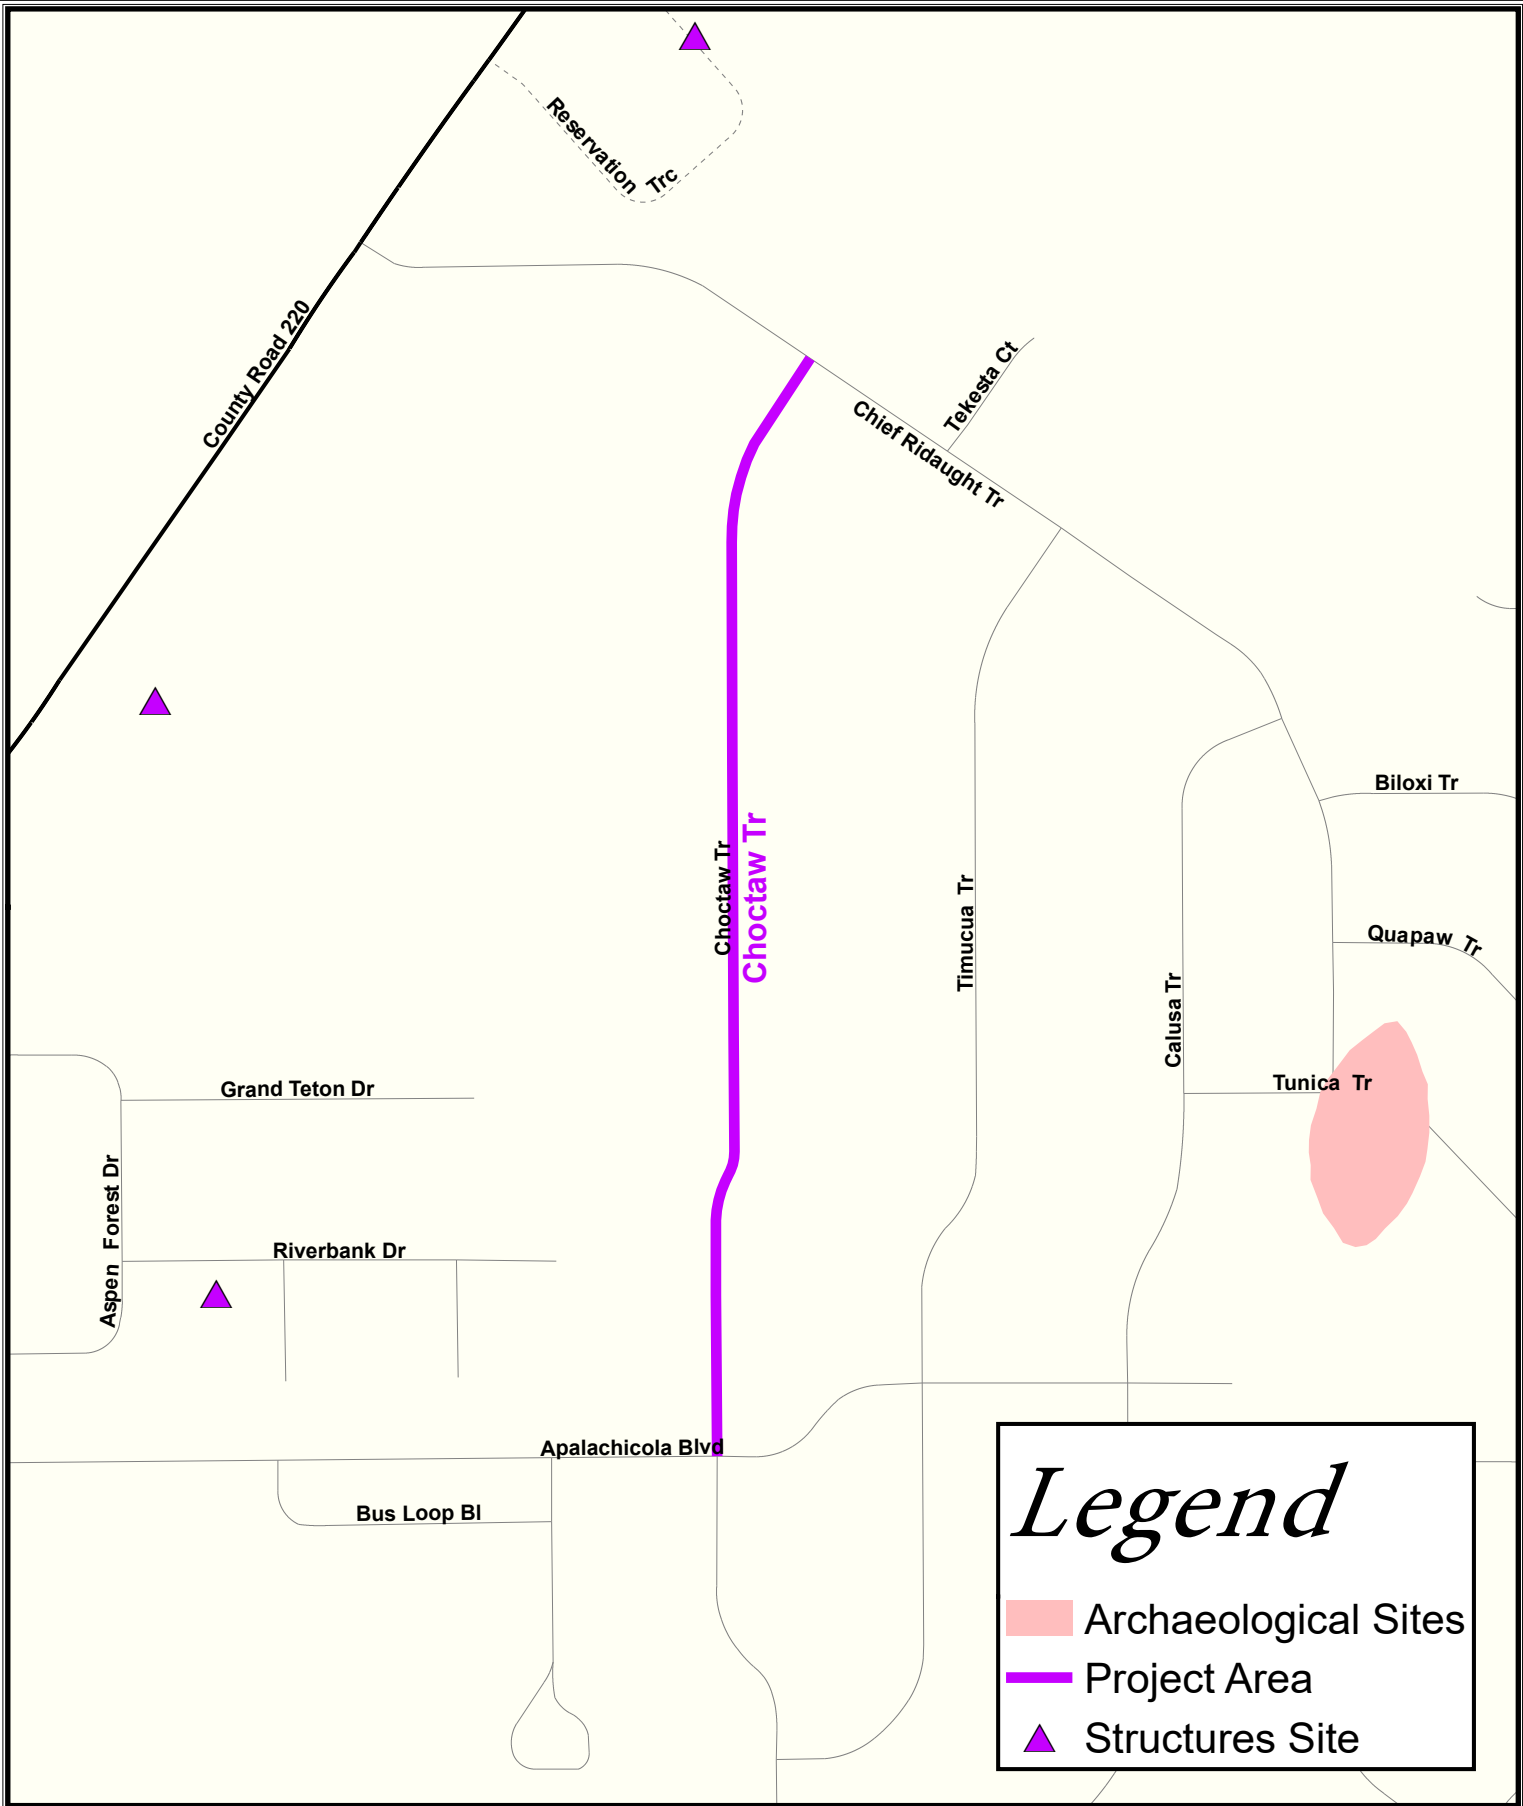 Reservation Trc
County Road 220
Tekesta Ct
Chief Ridaught Tr
Biloxi Tr
Choctaw Tr
Choctaw Tr
Timucua Tr
Quapaw Tr
Calusa Tr
Tunica Tr
Grand Teton Dr
Aspen Forest Dr
Riverbank Dr
Apalachicola Blvd
Bus Loop Bl
Legend
Archaeological Sites
Project Area
Structures Site